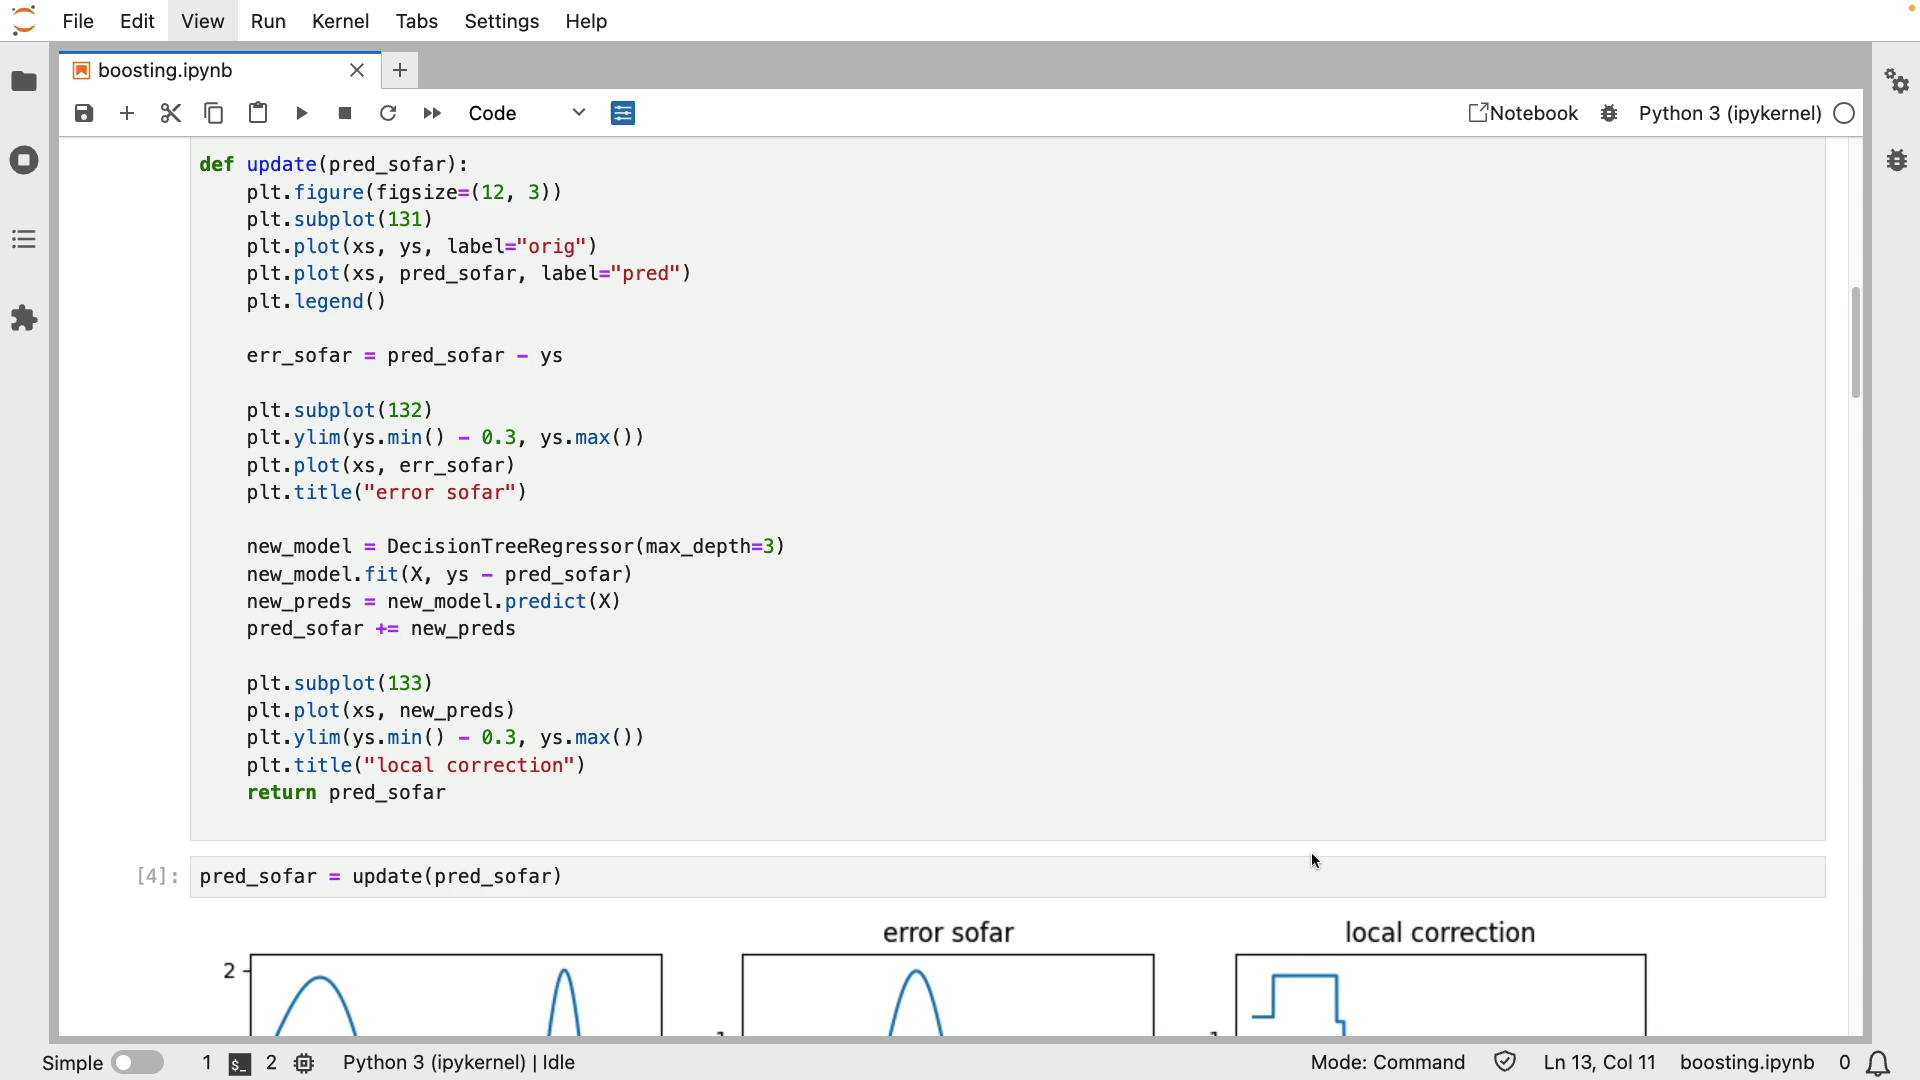 File Edit View Run Kernel Tabs Settings Help
boosting.ipynb
Code
Notebook
Python 3 (ipykernel)
def update(pred_sofar):
    plt.figure(figsize=(12, 3))
    plt.subplot(131)
    plt.plot(xs, ys, label="orig")
    plt.plot(xs, pred_sofar, label="pred")
    plt.legend()
    err_sofar = pred_sofar - ys
    plt.subplot(132)
    plt.ylim(ys.min() - 0.3, ys.max())
    plt.plot(xs, err_sofar)
    plt.title("error sofar")
    new_model = DecisionTreeRegressor(max_depth=3)
    new_model.fit(X, ys - pred_sofar)
    new_preds = new_model.predict(X)
    pred_sofar += new_preds
    plt.subplot(133)
    plt.plot(xs, new_preds)
    plt.ylim(ys.min() - 0.3, ys.max())
    plt.title("local correction")
    return pred_sofar
[4]: pred_sofar = update(pred_sofar)
error sofar
local correction
2
Simple 1 $_ 2 Python 3 (ipykernel) | Idle Mode: Command Ln 13, Col 11 boosting.ipynb 0